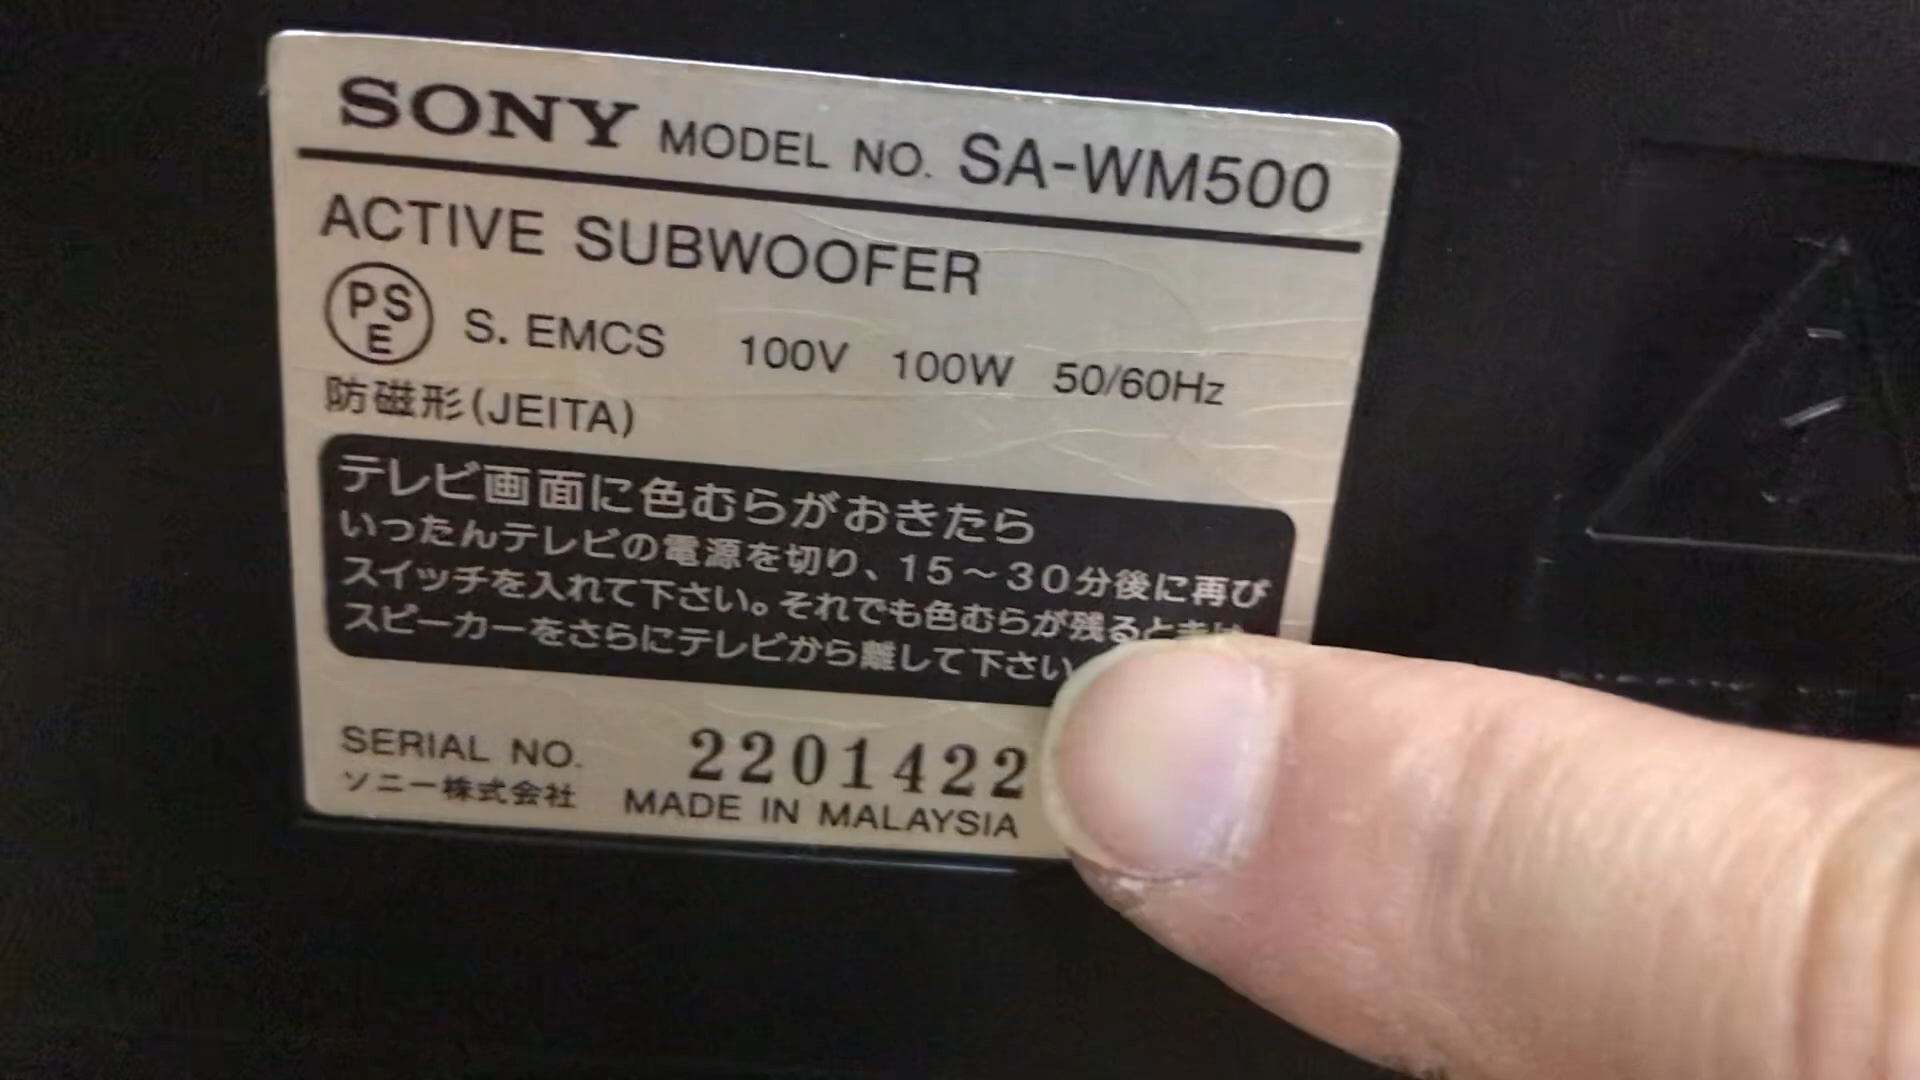 SONY MODEL NO. SA-WM500
ACTIVE SUBWOOFER
PSE S. EMCS 100V 100W 50/60Hz
防磁形(JEITA)
テレビ画面に色むらがおきたら
いったんテレビの電源を切り、15～30分後に再び
スイッチを入れて下さい。それでも色むらが残ると
スピーカーをさらにテレビから離して下さい
SERIAL NO. 2201422
ソニー株式会社 MADE IN MALAYSIA